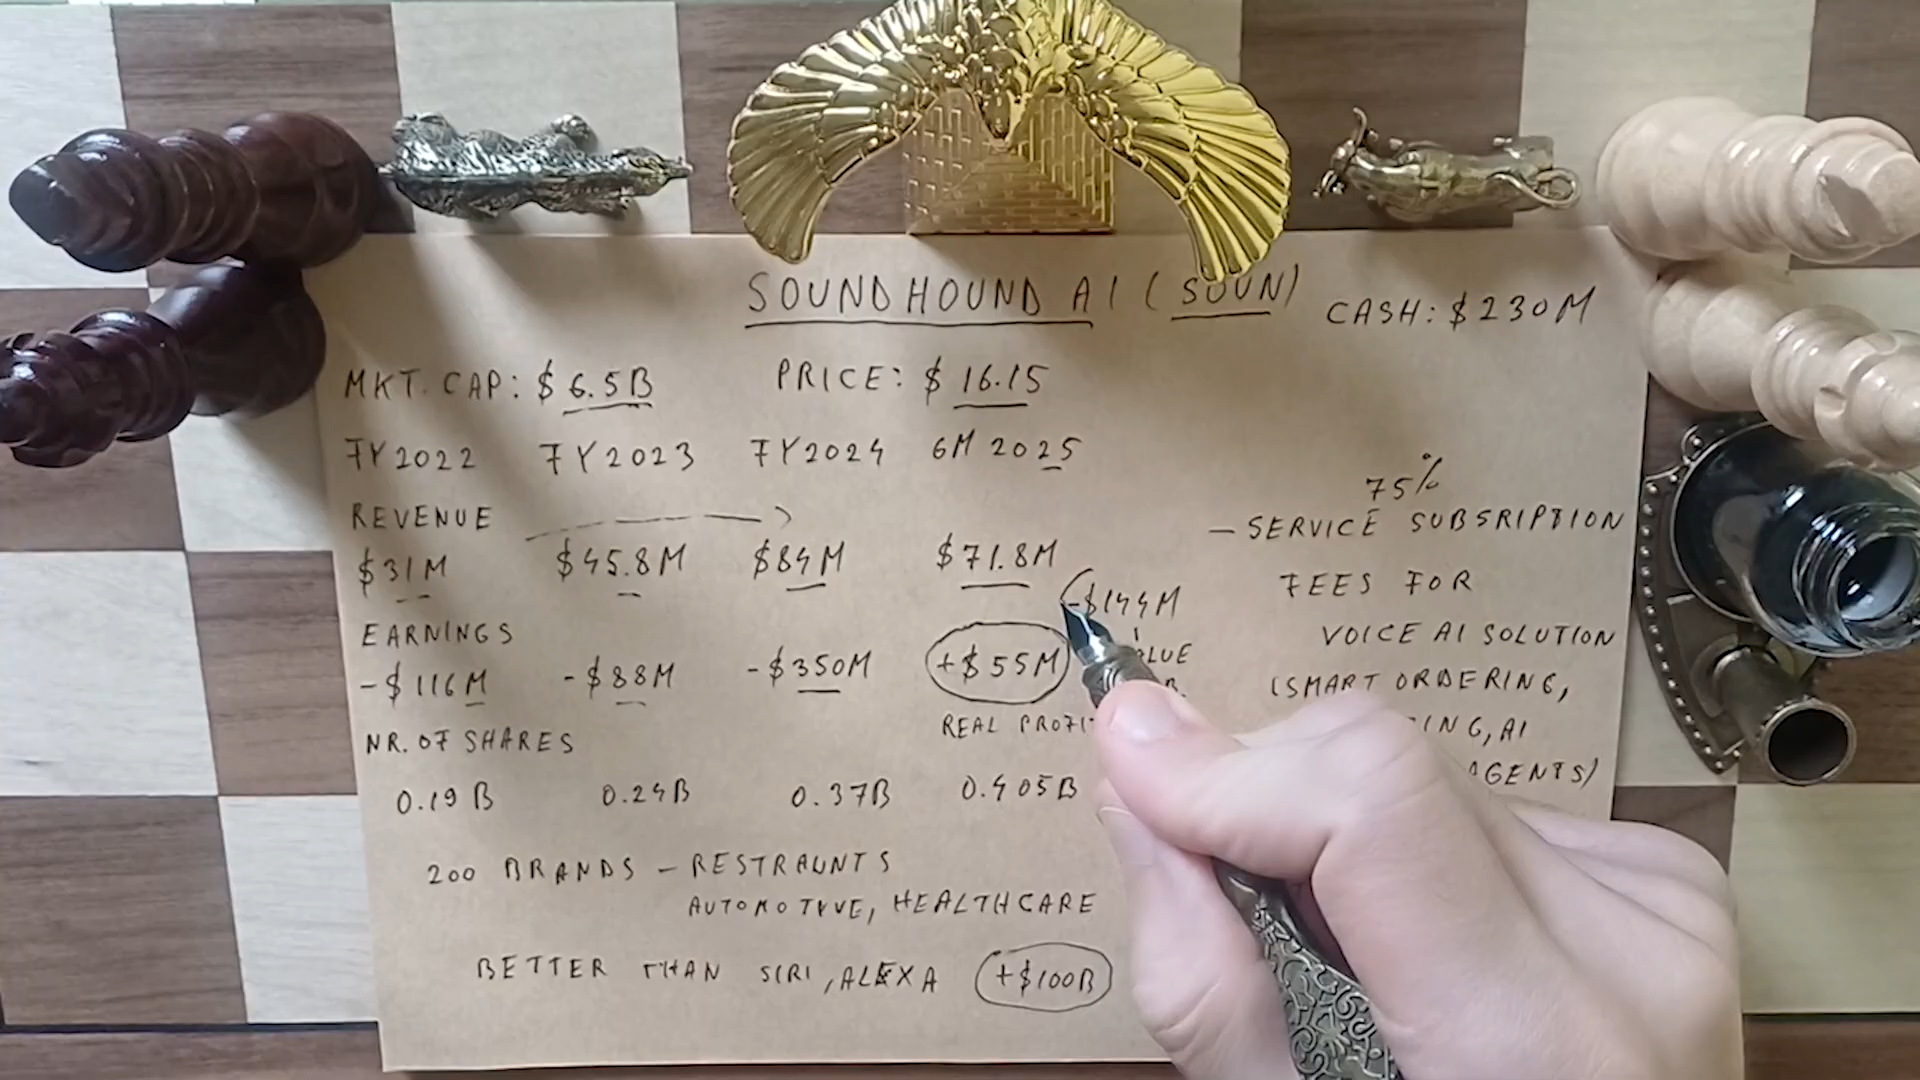 SOUNDHOUND AI (SOUN)
CASH: $230M
MKT. CAP: $6.5B PRICE: $16.15
FY2022 FY2023 FY2024 6M 2025
REVENUE
$31M $45.8M $84M $71.8M
EARNINGS
-$144M
-$116M -$88M -$350M +$55M
REAL
NR. OF SHARES
0.19B 0.24B 0.37B 0.405B
200 BRANDS - RESTRAUNTS
AUTOMOTIVE, HEALTHCARE
BETTER THAN SIRI, ALEXA +$100B
75%
- SERVICE SUBSRIPTION
FEES FOR
VOICE AI SOLUTION
(SMART ORDERING,
AI
AGENTS)